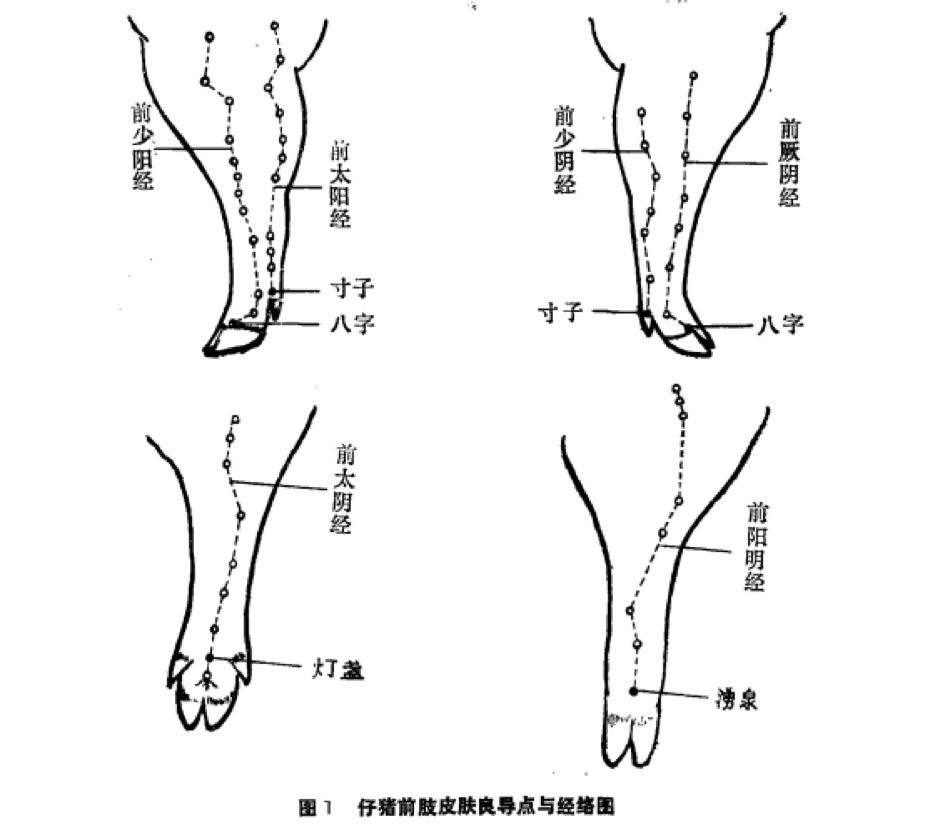 前少阳经
前太阳经
寸子
八字
前少阴经
前厥阴经
寸子
八字
前太阴经
灯盏
前阳明经
涌泉
图1 仔猪前肢皮肤良导点与经络图